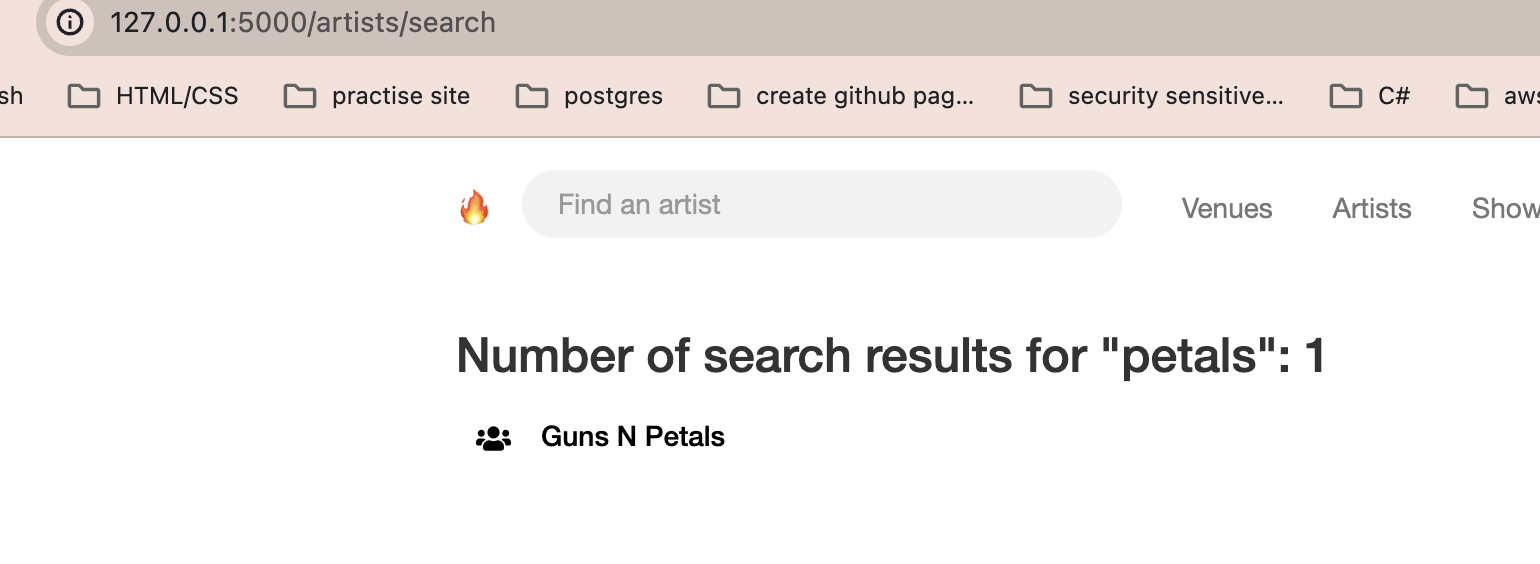 127.0.0.1:5000/artists/search
sh HTML/CSS practise site postgres create github pag... security sensitive... C# aws
Find an artist Venues Artists Show
Number of search results for "petals": 1
Guns N Petals